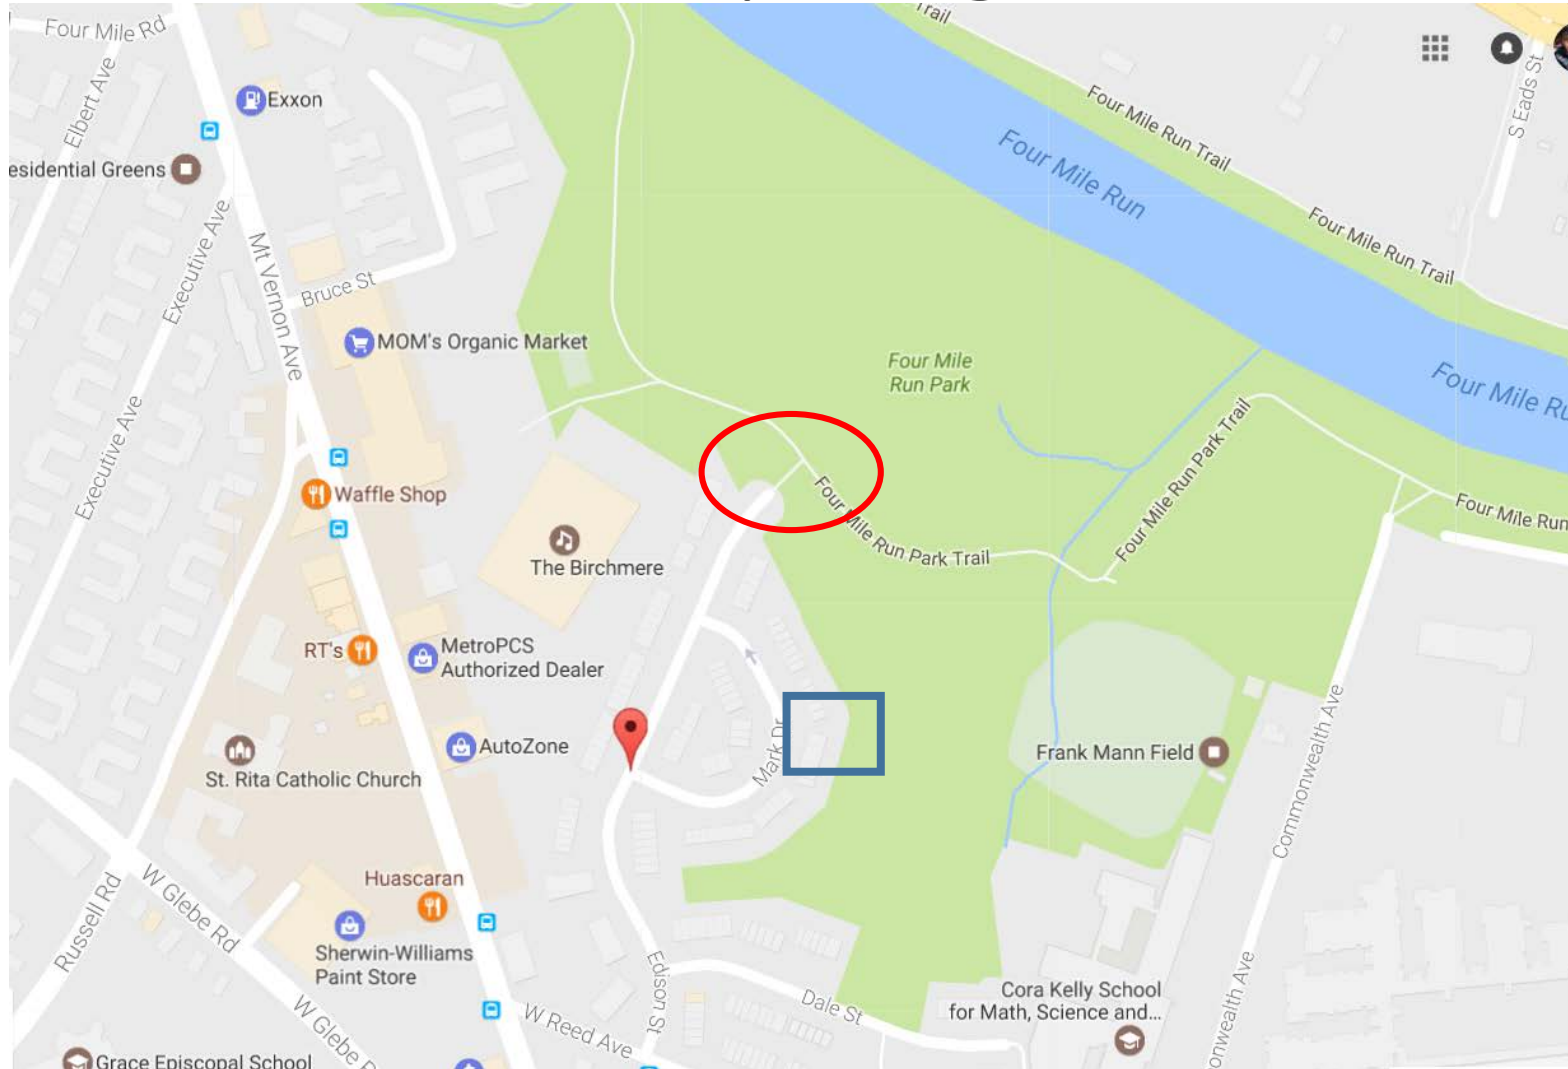 Trail
Four Mile Rd
Exxon
Elbert Ave
esidential Greens
Four Mile Run Trail
S Eads St
Four Mile Run
Four Mile Run Trail
Executive Ave
Mt Vernon Ave
Bruce St
MOM's Organic Market
Four Mile
Run Park
Four Mile Ru
Executive Ave
Waffle Shop
Four Mile Run Park Trail
Four Mile Run Park Trail
Four Mile Run
The Birchmere
RT's
MetroPCS
Authorized Dealer
AutoZone
St. Rita Catholic Church
Mark Dr
Frank Mann Field
Commonwealth Ave
Russell Rd
W Glebe Rd
Huascaran
Sherwin-Williams
Paint Store
Edison St
Dale St
Cora Kelly School
for Math, Science and...
onwealth Ave
W Glebe R
W Reed Ave
Grace Episcopal School